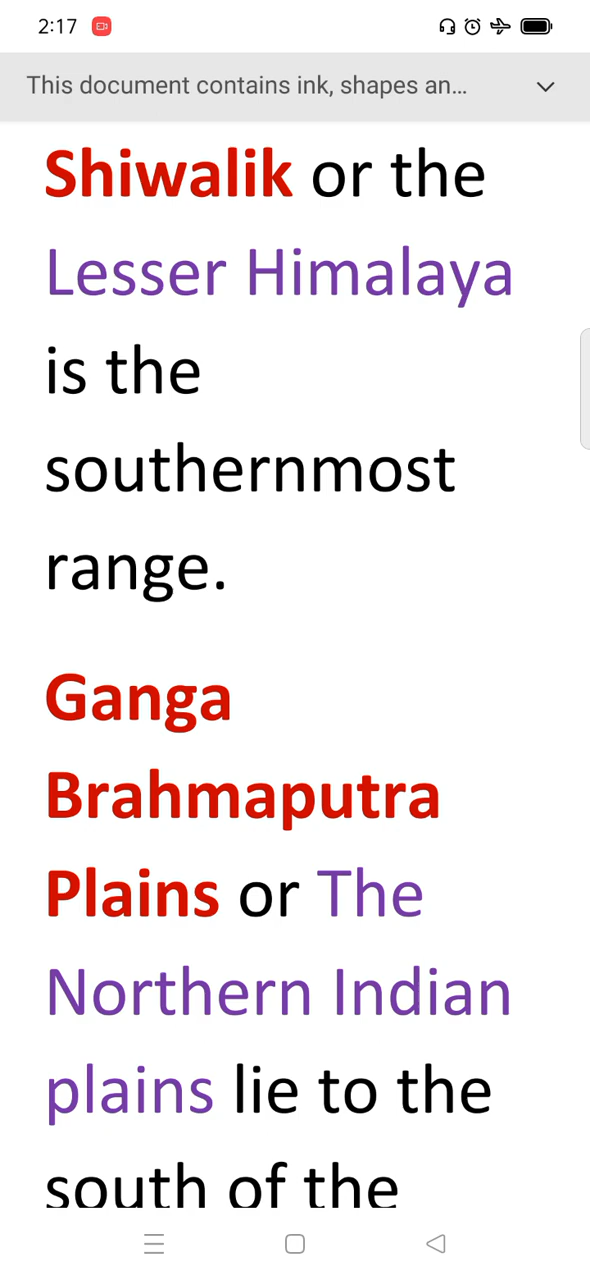 2:17
This document contains ink, shapes an...
Shiwalik or the
Lesser Himalaya
is the
southernmost
range.
Ganga
Brahmaputra
Plains or The
Northern Indian
plains lie to the
south of the